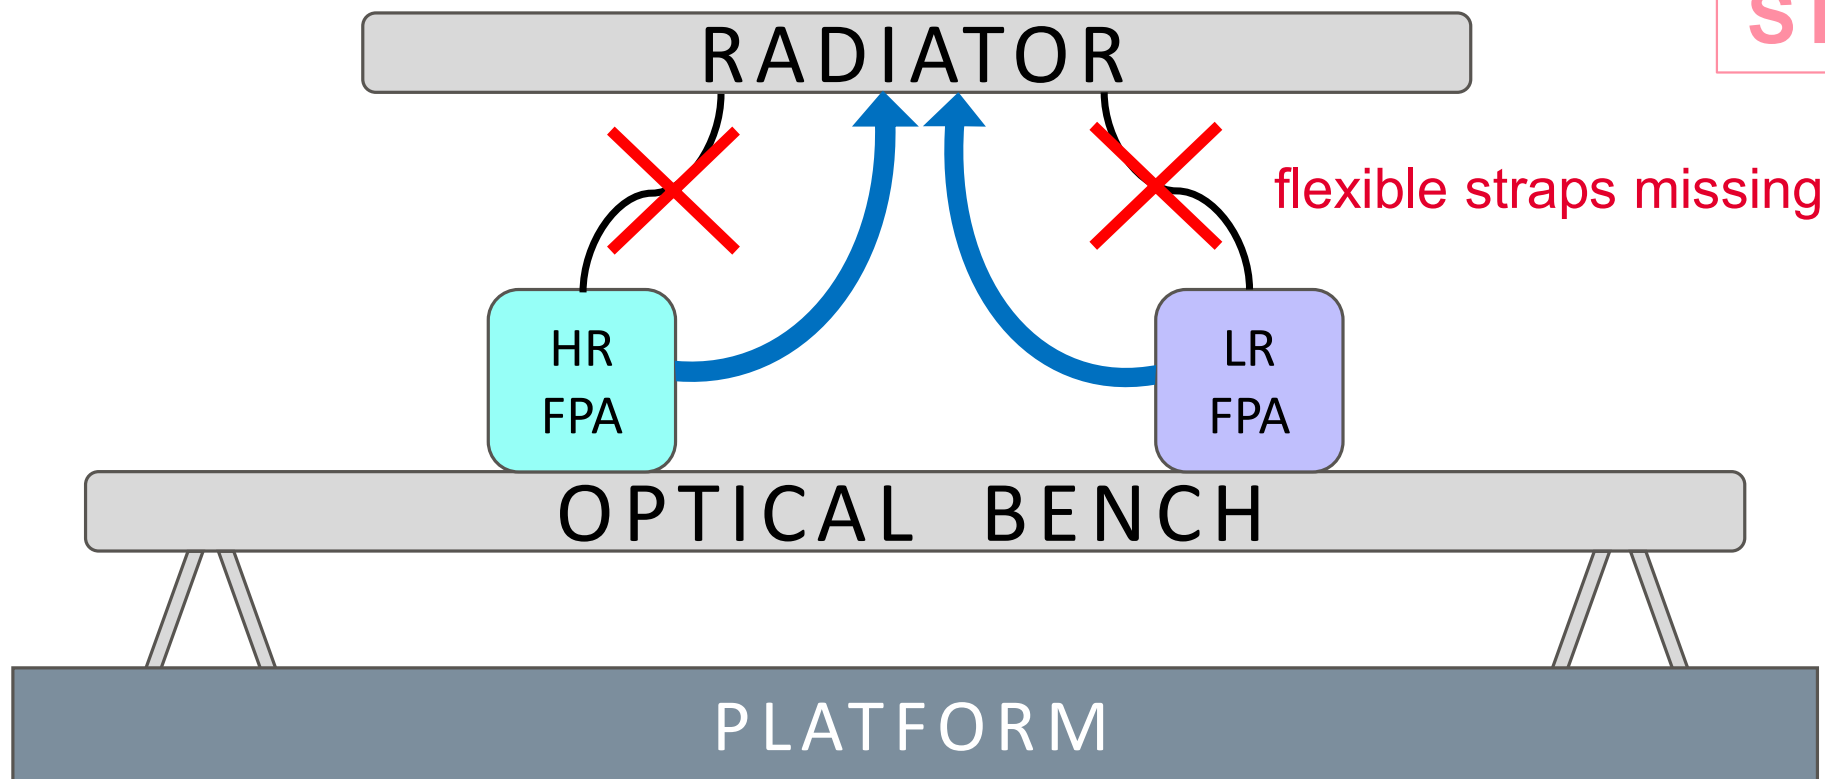 RADIATOR
flexible straps missing
HR
FPA
LR
FPA
OPTICAL BENCH
PLATFORM